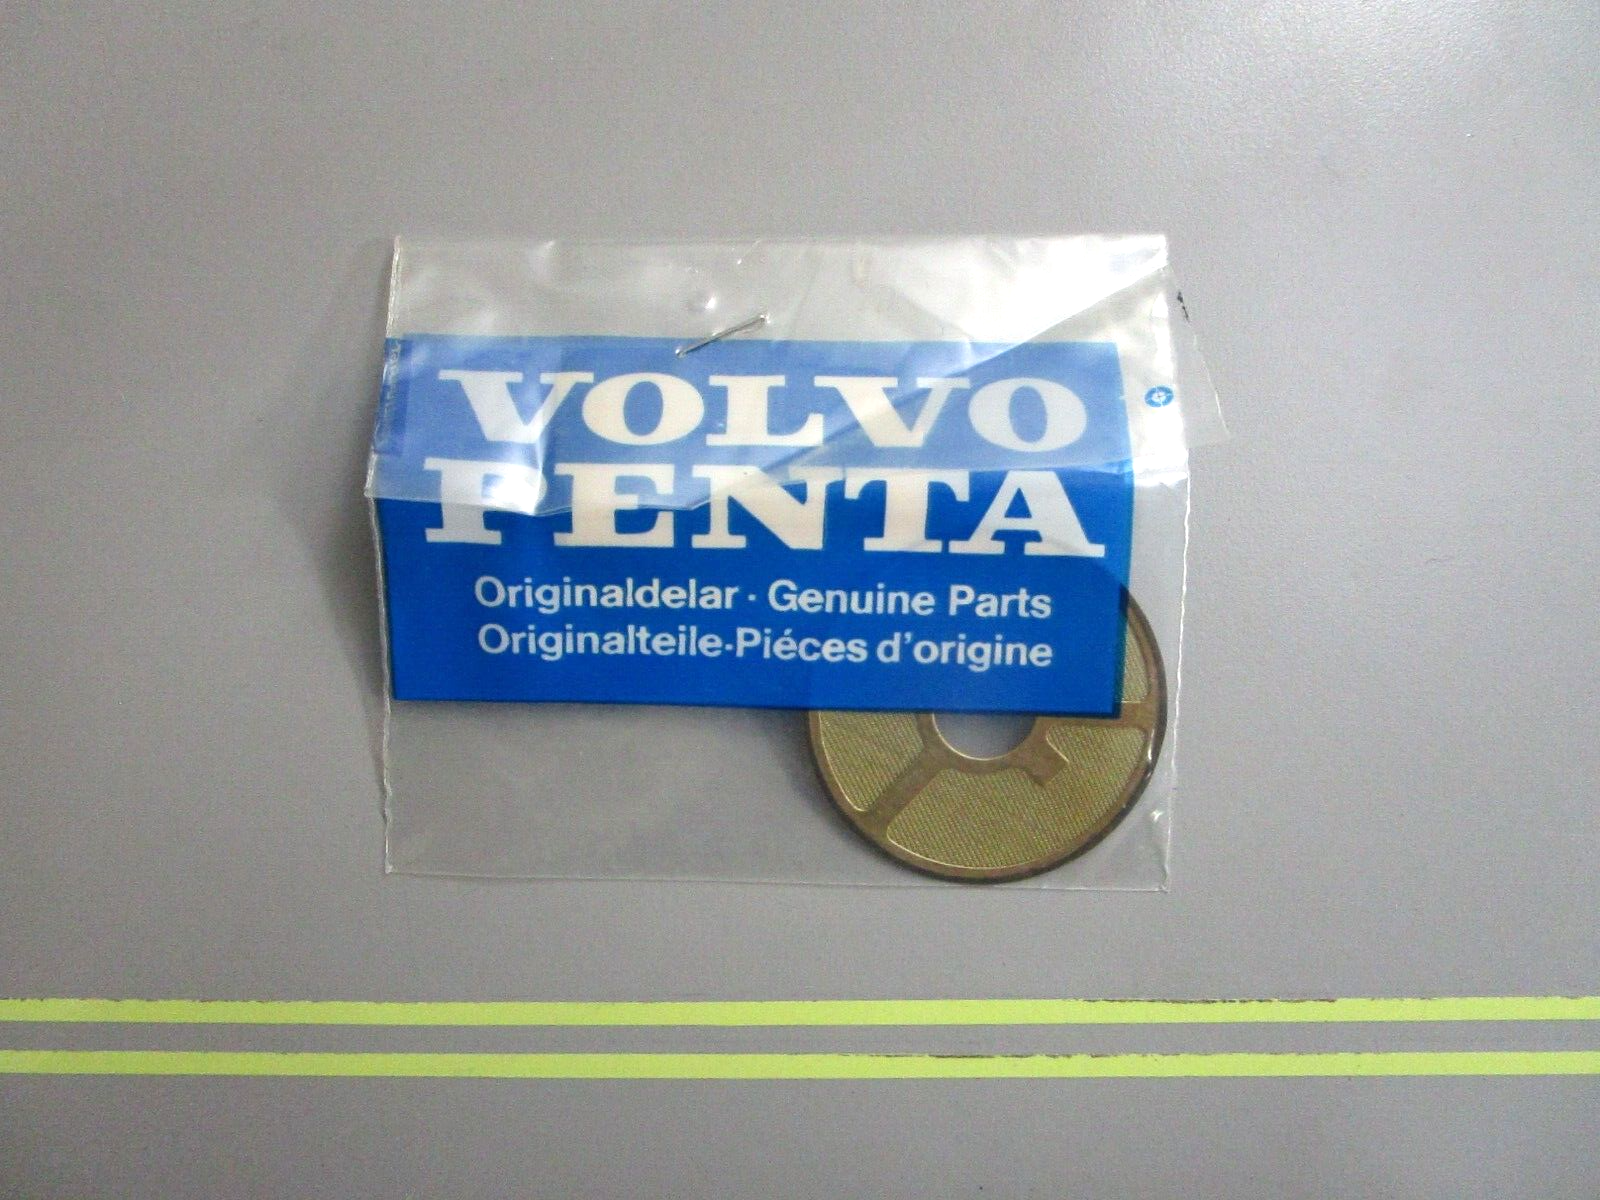 VOLVO
PENTA
Originaldelar · Genuine Parts
Originalteile·Piéces d'origine